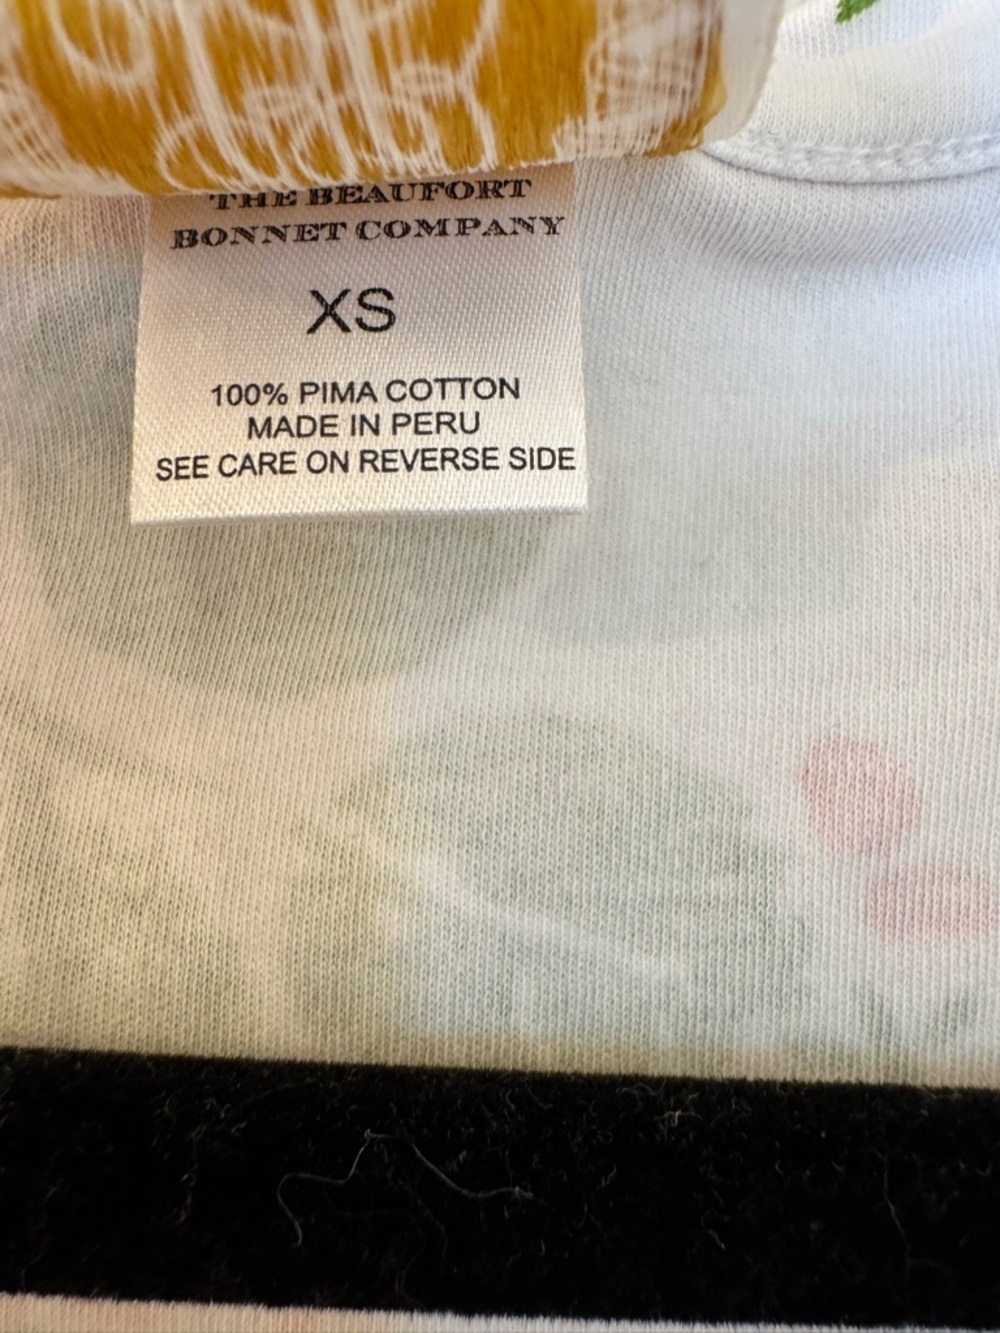 THE BEAUFORT
BONNET COMPANY
XS
100% PIMA COTTON
MADE IN PERU
SEE CARE ON REVERSE SIDE